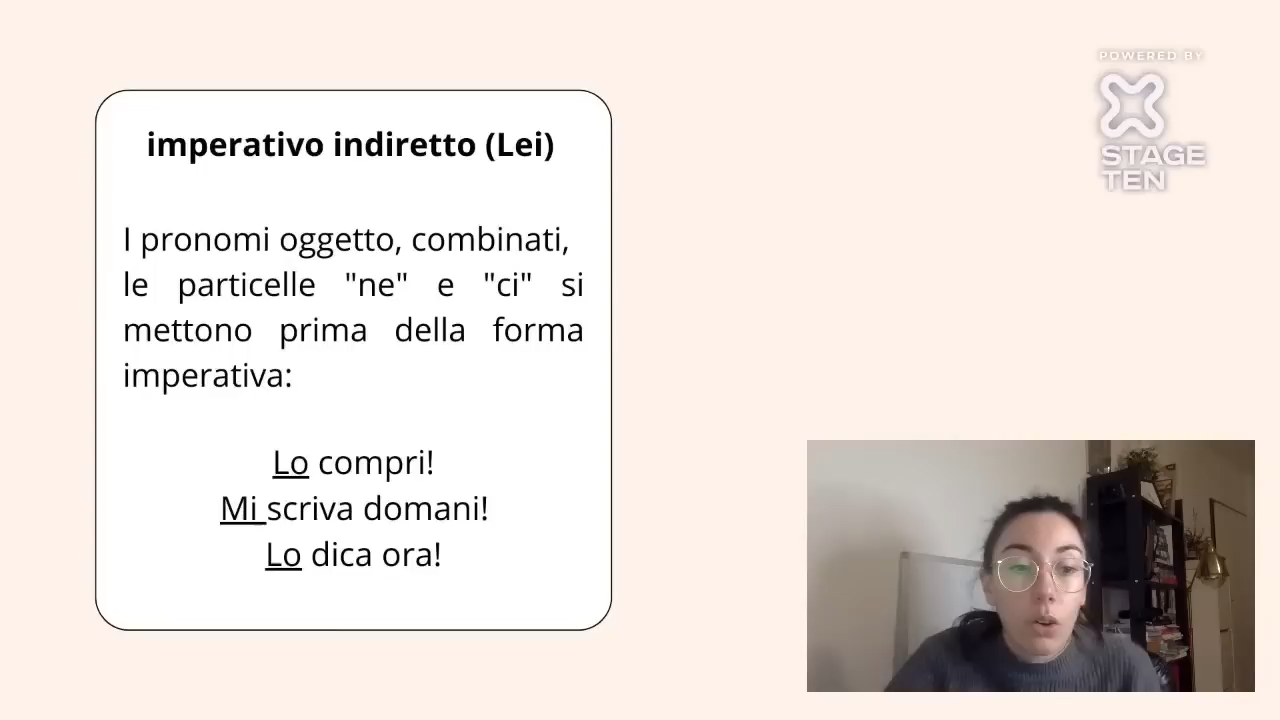 imperativo indiretto (Lei)
I pronomi oggetto, combinati,
le particelle "ne" e "ci" si
mettono prima della forma
imperativa:
Lo compri!
Mi scriva domani!
Lo dica ora!
POWERED BY
STAGE
TEN